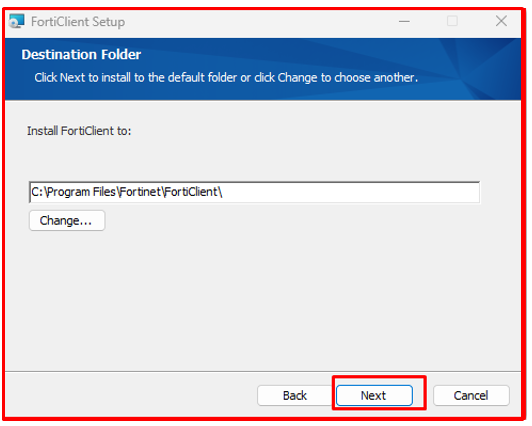 FortiClient Setup
Destination Folder
Click Next to install to the default folder or click Change to choose another.
Install FortiClient to:
C:\Program Files\Fortinet\FortiClient\
Change...
Back Next Cancel